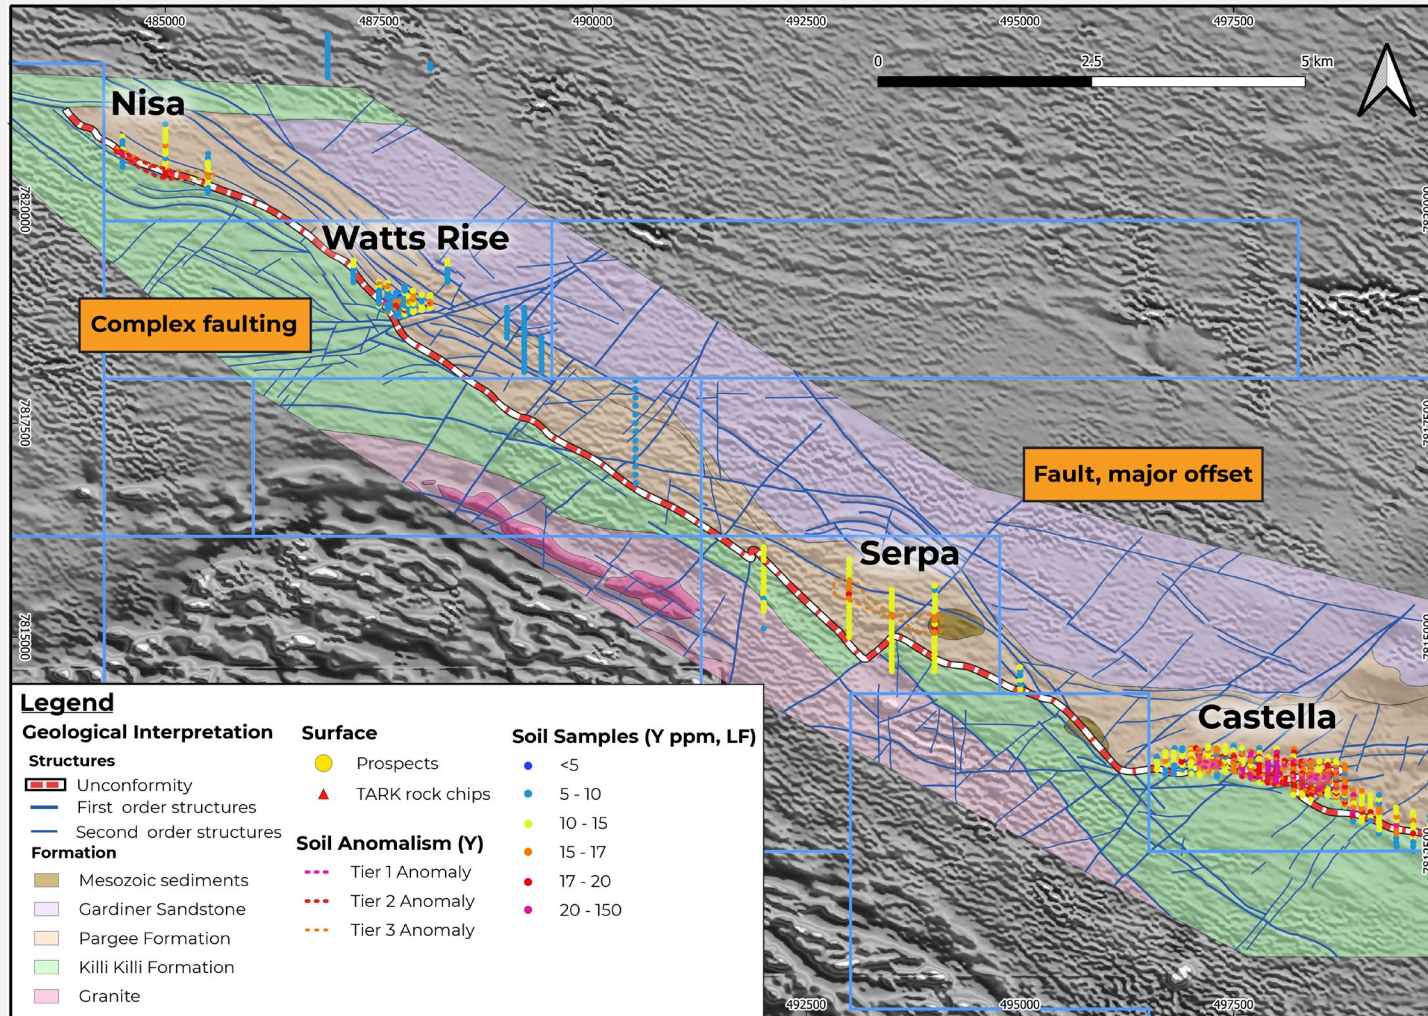 485000
487500
490000
492500
495000
497500
0
2.5
5 km
Nisa
7820000
Watts Rise
Complex faulting
7817500
Fault, major offset
Serpa
7815000
Castella
Legend
Geological Interpretation
Structures
Unconformity
First order structures
Second order structures
Formation
Mesozoic sediments
Gardiner Sandstone
Pargee Formation
Killi Killi Formation
Granite
Surface
Prospects
TARK rock chips
Soil Anomalism (Y)
Tier 1 Anomaly
Tier 2 Anomaly
Tier 3 Anomaly
Soil Samples (Y ppm, LF)
<5
5 - 10
10 - 15
15 - 17
17 - 20
20 - 150
492500
495000
497500